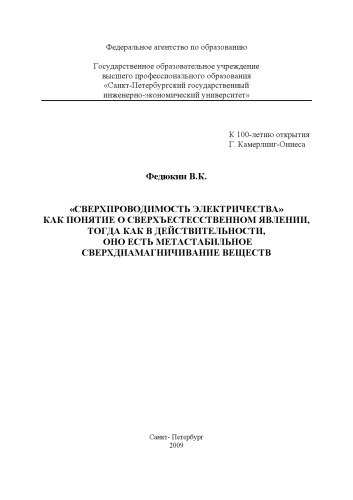 Федеральное агентство по образованию
Государственное образовательное учреждение
высшего профессионального образования
«Санкт-Петербургский государственный
инженерно-экономический университет»
К 100-летию открытия
Г. Камерлинг-Оннеса
Федюкин В.К.
«СВЕРХПРОВОДИМОСТЬ ЭЛЕКТРИЧЕСТВА»
КАК ПОНЯТИЕ О СВЕРХЪЕСТЕССТВЕННОМ ЯВЛЕНИИ,
ТОГДА КАК В ДЕЙСТВИТЕЛЬНОСТИ,
ОНО ЕСТЬ МЕТАСТАБИЛЬНОЕ
СВЕРХДИАМАГНИЧИВАНИЕ ВЕЩЕСТВ
Санкт- Петербург
2009